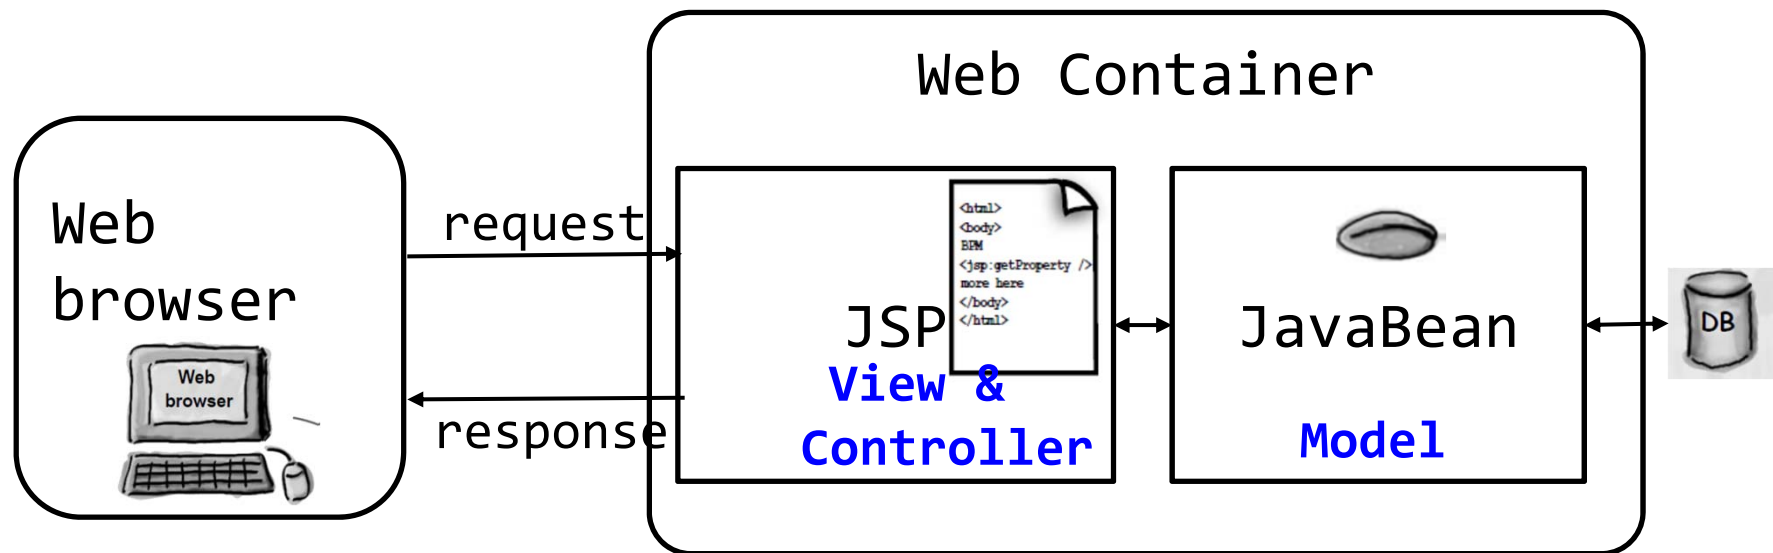 Web Container
Web
browser
Web
browser
request
response
<html>
<body>
BPM
<jsp:getProperty />
more here
</body>
</html>
JSP
View &
Controller
JavaBean
Model
DB